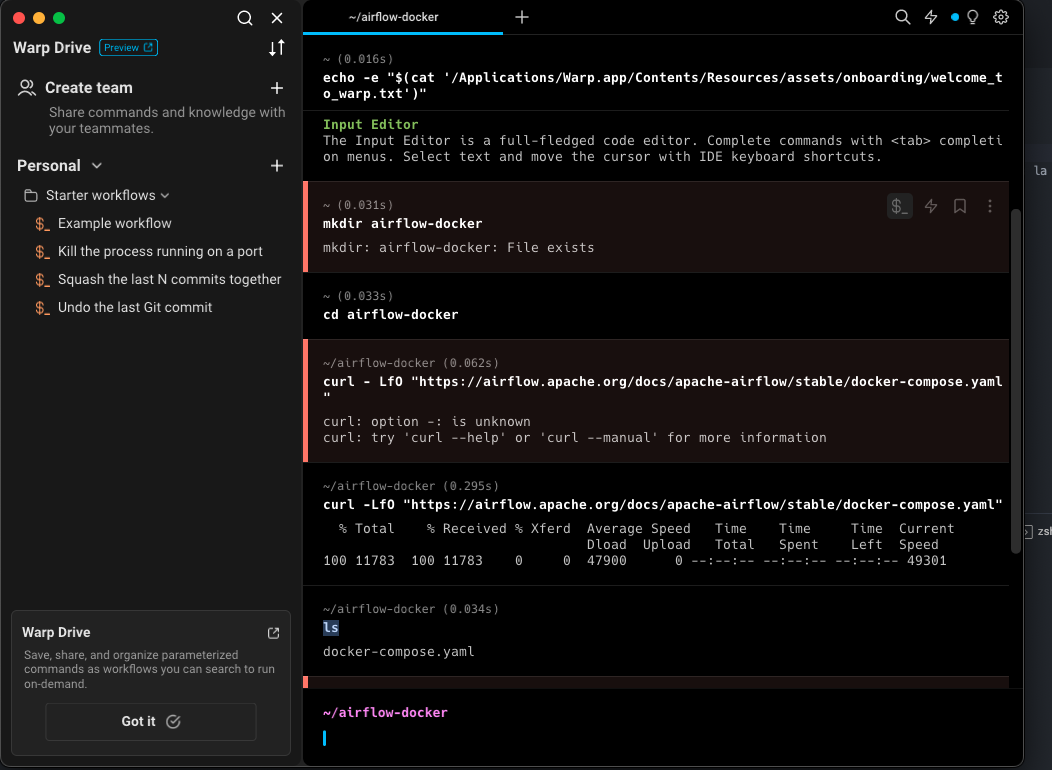 Warp Drive Preview
Create team
Share commands and knowledge with
your teammates.
Personal
Starter workflows
$_ Example workflow
$_ Kill the process running on a port
$_ Squash the last N commits together
$_ Undo the last Git commit
Warp Drive
Save, share, and organize parameterized
commands as workflows you can search to run
on-demand.
Got it
~/airflow-docker
~ (0.016s)
echo -e "$(cat '/Applications/Warp.app/Contents/Resources/assets/onboarding/welcome_t
o_warp.txt')"
Input Editor
The Input Editor is a full-fledged code editor. Complete commands with <tab> completi
on menus. Select text and move the cursor with IDE keyboard shortcuts.
~ (0.031s)
$_
mkdir airflow-docker
mkdir: airflow-docker: File exists
~ (0.033s)
cd airflow-docker
~/airflow-docker (0.062s)
curl - LfO "https://airflow.apache.org/docs/apache-airflow/stable/docker-compose.yaml
"
curl: option -: is unknown
curl: try 'curl --help' or 'curl --manual' for more information
~/airflow-docker (0.295s)
curl -LfO "https://airflow.apache.org/docs/apache-airflow/stable/docker-compose.yaml"
% Total % Received % Xferd Average Speed Time Time Time Current
Dload Upload Total Spent Left Speed
100 11783 100 11783 0 0 47900 0 --:--:-- --:--:-- --:--:-- 49301
~/airflow-docker (0.034s)
ls
docker-compose.yaml
~/airflow-docker
la
zsh